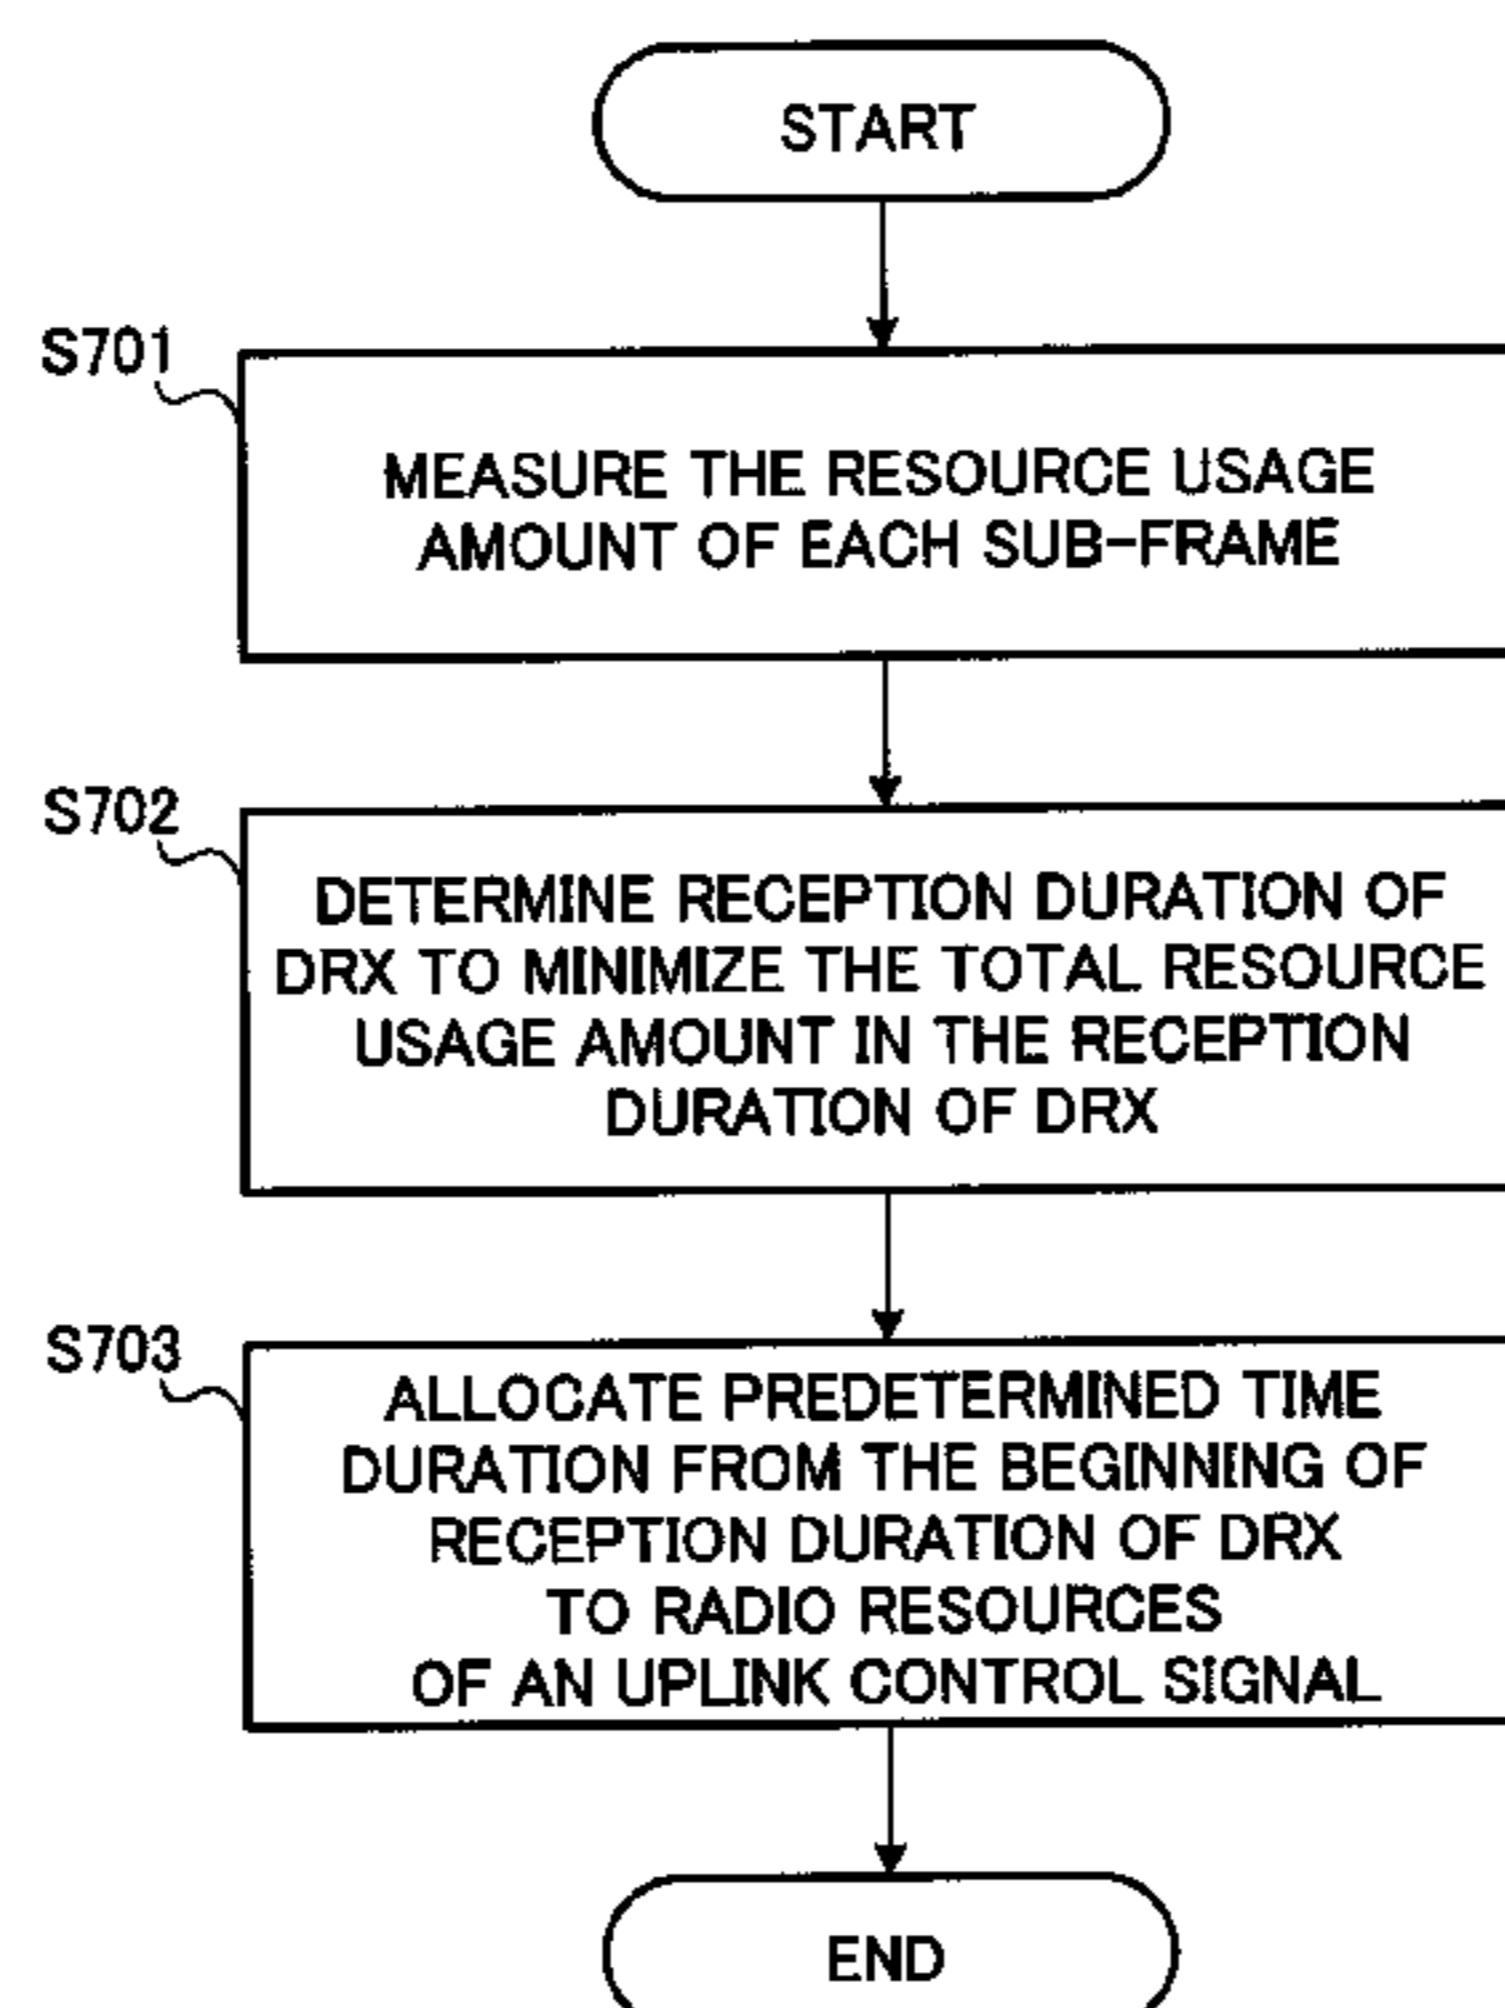 START
S701
MEASURE THE RESOURCE USAGE
AMOUNT OF EACH SUB-FRAME
S702
DETERMINE RECEPTION DURATION OF
DRX TO MINIMIZE THE TOTAL RESOURCE
USAGE AMOUNT IN THE RECEPTION
DURATION OF DRX
S703
ALLOCATE PREDETERMINED TIME
DURATION FROM THE BEGINNING OF
RECEPTION DURATION OF DRX
TO RADIO RESOURCES
OF AN UPLINK CONTROL SIGNAL
END